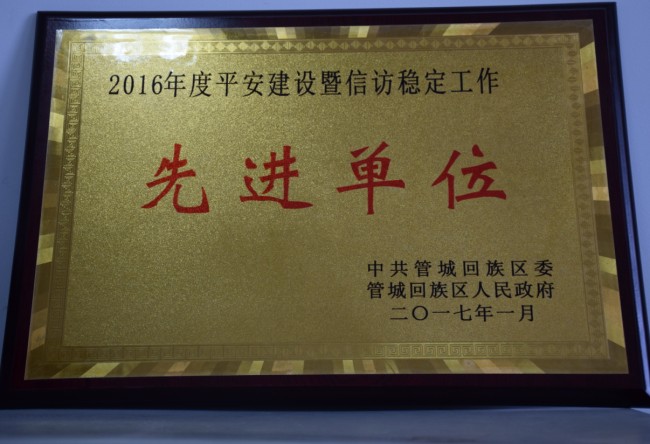 2016年度平安建设暨信访稳定工作
先进单位
中共管城回族区委
管城回族区人民政府
二〇一七年一月